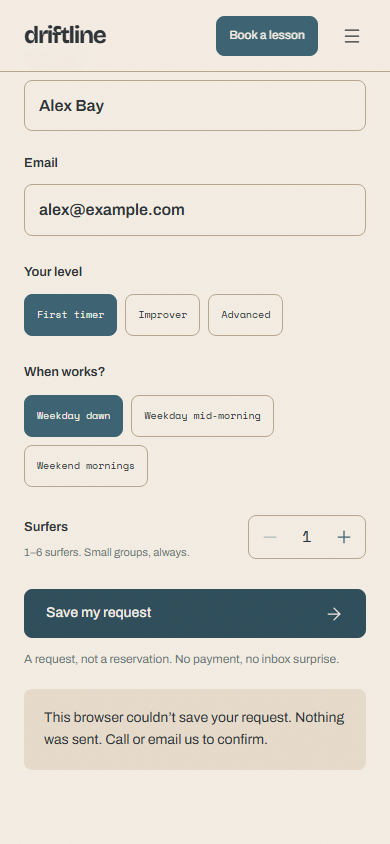 driftline
Book a lesson
Alex Bay
Email
alex@example.com
Your level
First timer
Improver
Advanced
When works?
Weekday dawn
Weekday mid-morning
Weekend mornings
Surfers
1–6 surfers. Small groups, always.
1
Save my request
A request, not a reservation. No payment, no inbox surprise.
This browser couldn’t save your request. Nothing
was sent. Call or email us to confirm.